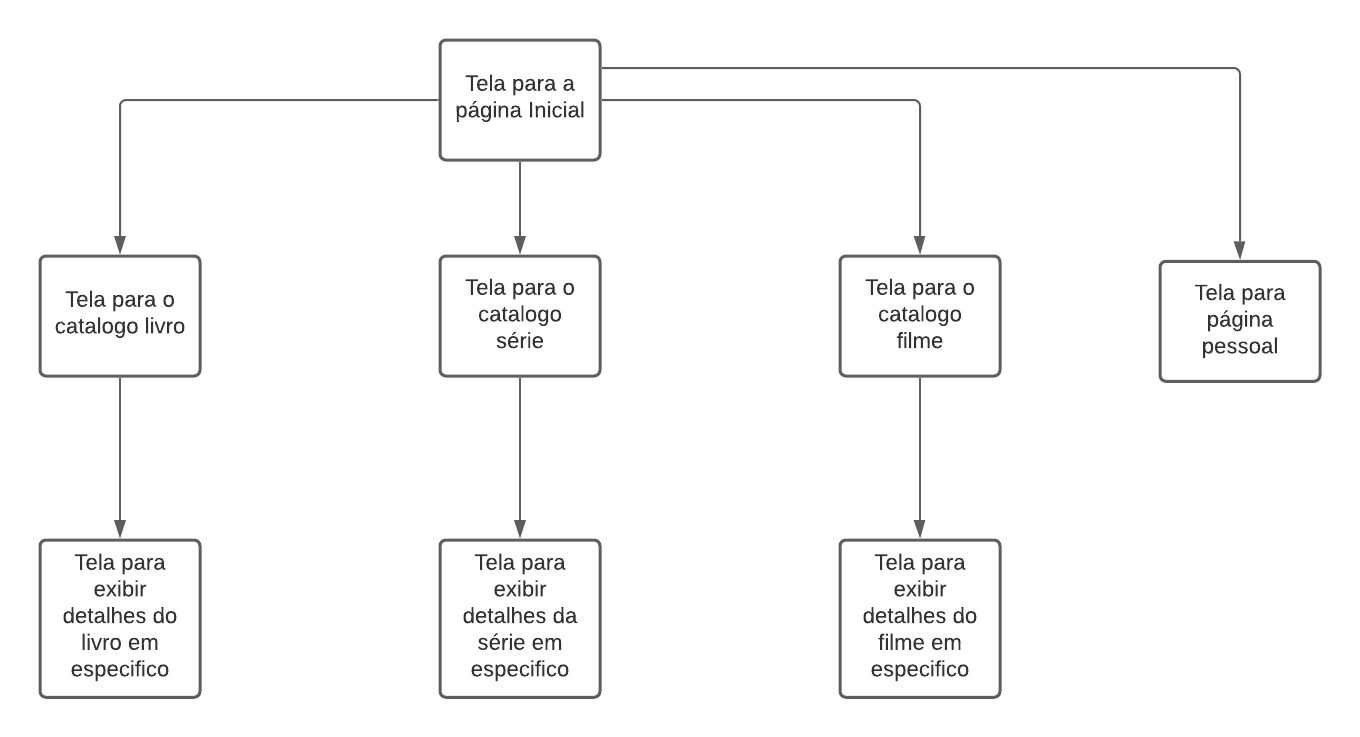 Tela para a
página Inicial
Tela para o
catalogo livro
Tela para o
catalogo
série
Tela para o
catalogo
filme
Tela para
página
pessoal
Tela para
exibir
detalhes do
livro em
especifico
Tela para
exibir
detalhes da
série em
especifico
Tela para
exibir
detalhes do
filme em
especifico